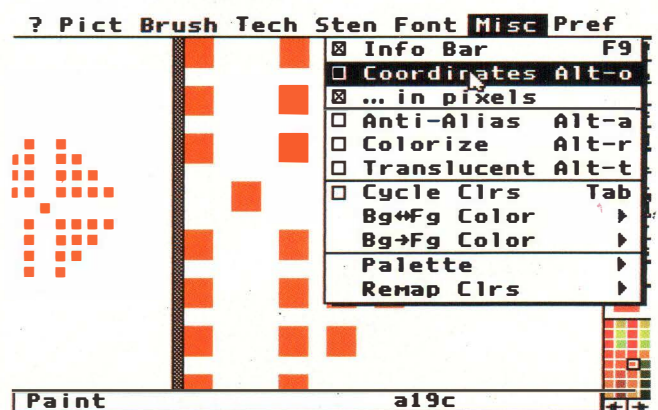 ? Pict Brush Tech Sten Font Misc Pref
Info Bar F9
Coordinates Alt-o
... in pixels
Anti-Alias Alt-a
Colorize Alt-r
Translucent Alt-t
Cycle Clrs Tab
Bg↔Fg Color
Bg→Fg Color
Palette
Remap Clrs
Paint a19c